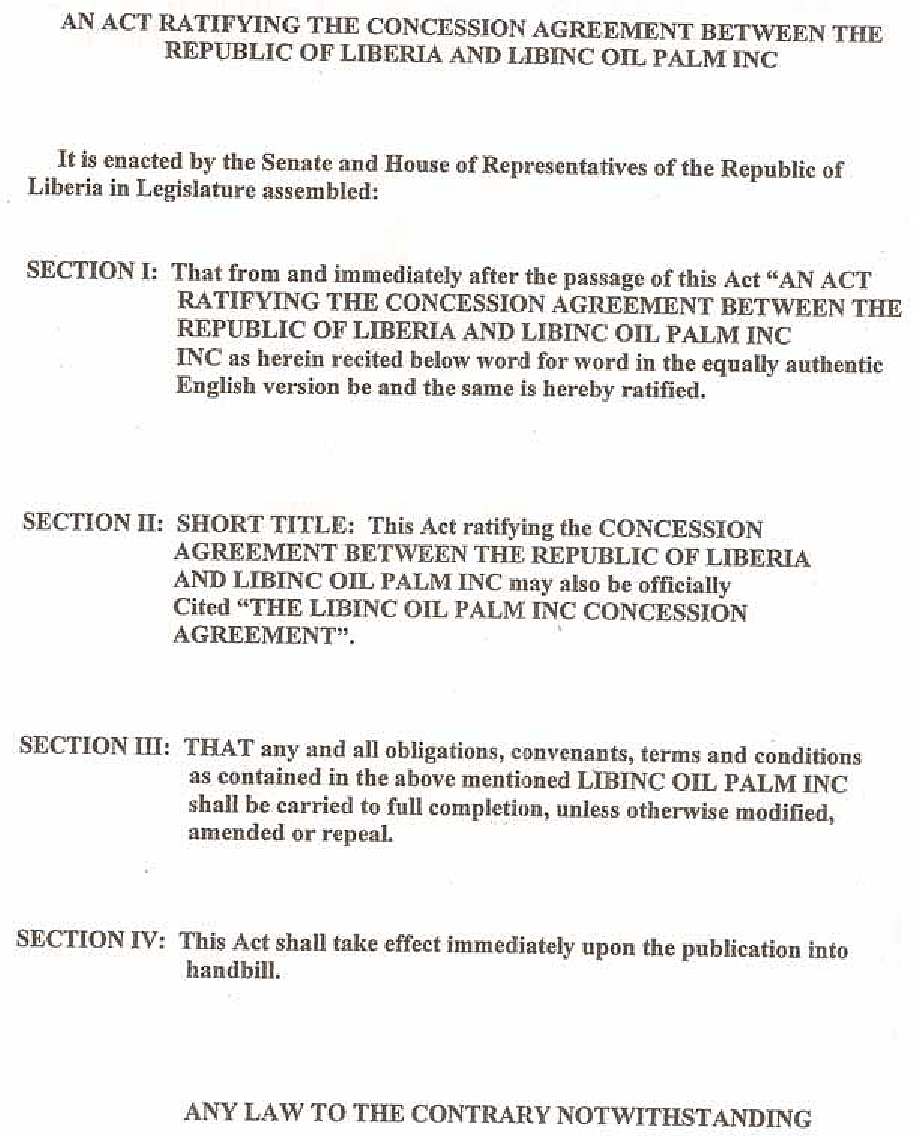 AN ACT RATIFYING THE CONCESSION AGREEMENT BETWEEN THE
REPUBLIC OF LIBERIA AND LIBINC OIL PALM INC
It is enacted by the Senate and House of Representatives of the Republic of
Liberia in Legislature assembled:
SECTION I: That from and immediately after the passage of this Act “AN ACT
RATIFYING THE CONCESSION AGREEMENT BETWEEN THE
REPUBLIC OF LIBERIA AND LIBINC OIL PALM INC
INC as herein recited below word for word in the equally authentic
English version be and the same is hereby ratified.
SECTION II: SHORT TITLE: This Act ratifying the CONCESSION
AGREEMENT BETWEEN THE REPUBLIC OF LIBERIA
AND LIBINC OIL PALM INC may also be officially
Cited “THE LIBINC OIL PALM INC CONCESSION
AGREEMENT”.
SECTION III: THAT any and all obligations, convenants, terms and conditions
as contained in the above mentioned LIBINC OIL PALM INC
shall be carried to full completion, unless otherwise modified,
amended or repeal.
SECTION IV: This Act shall take effect immediately upon the publication into
handbill.
ANY LAW TO THE CONTRARY NOTWITHSTANDING